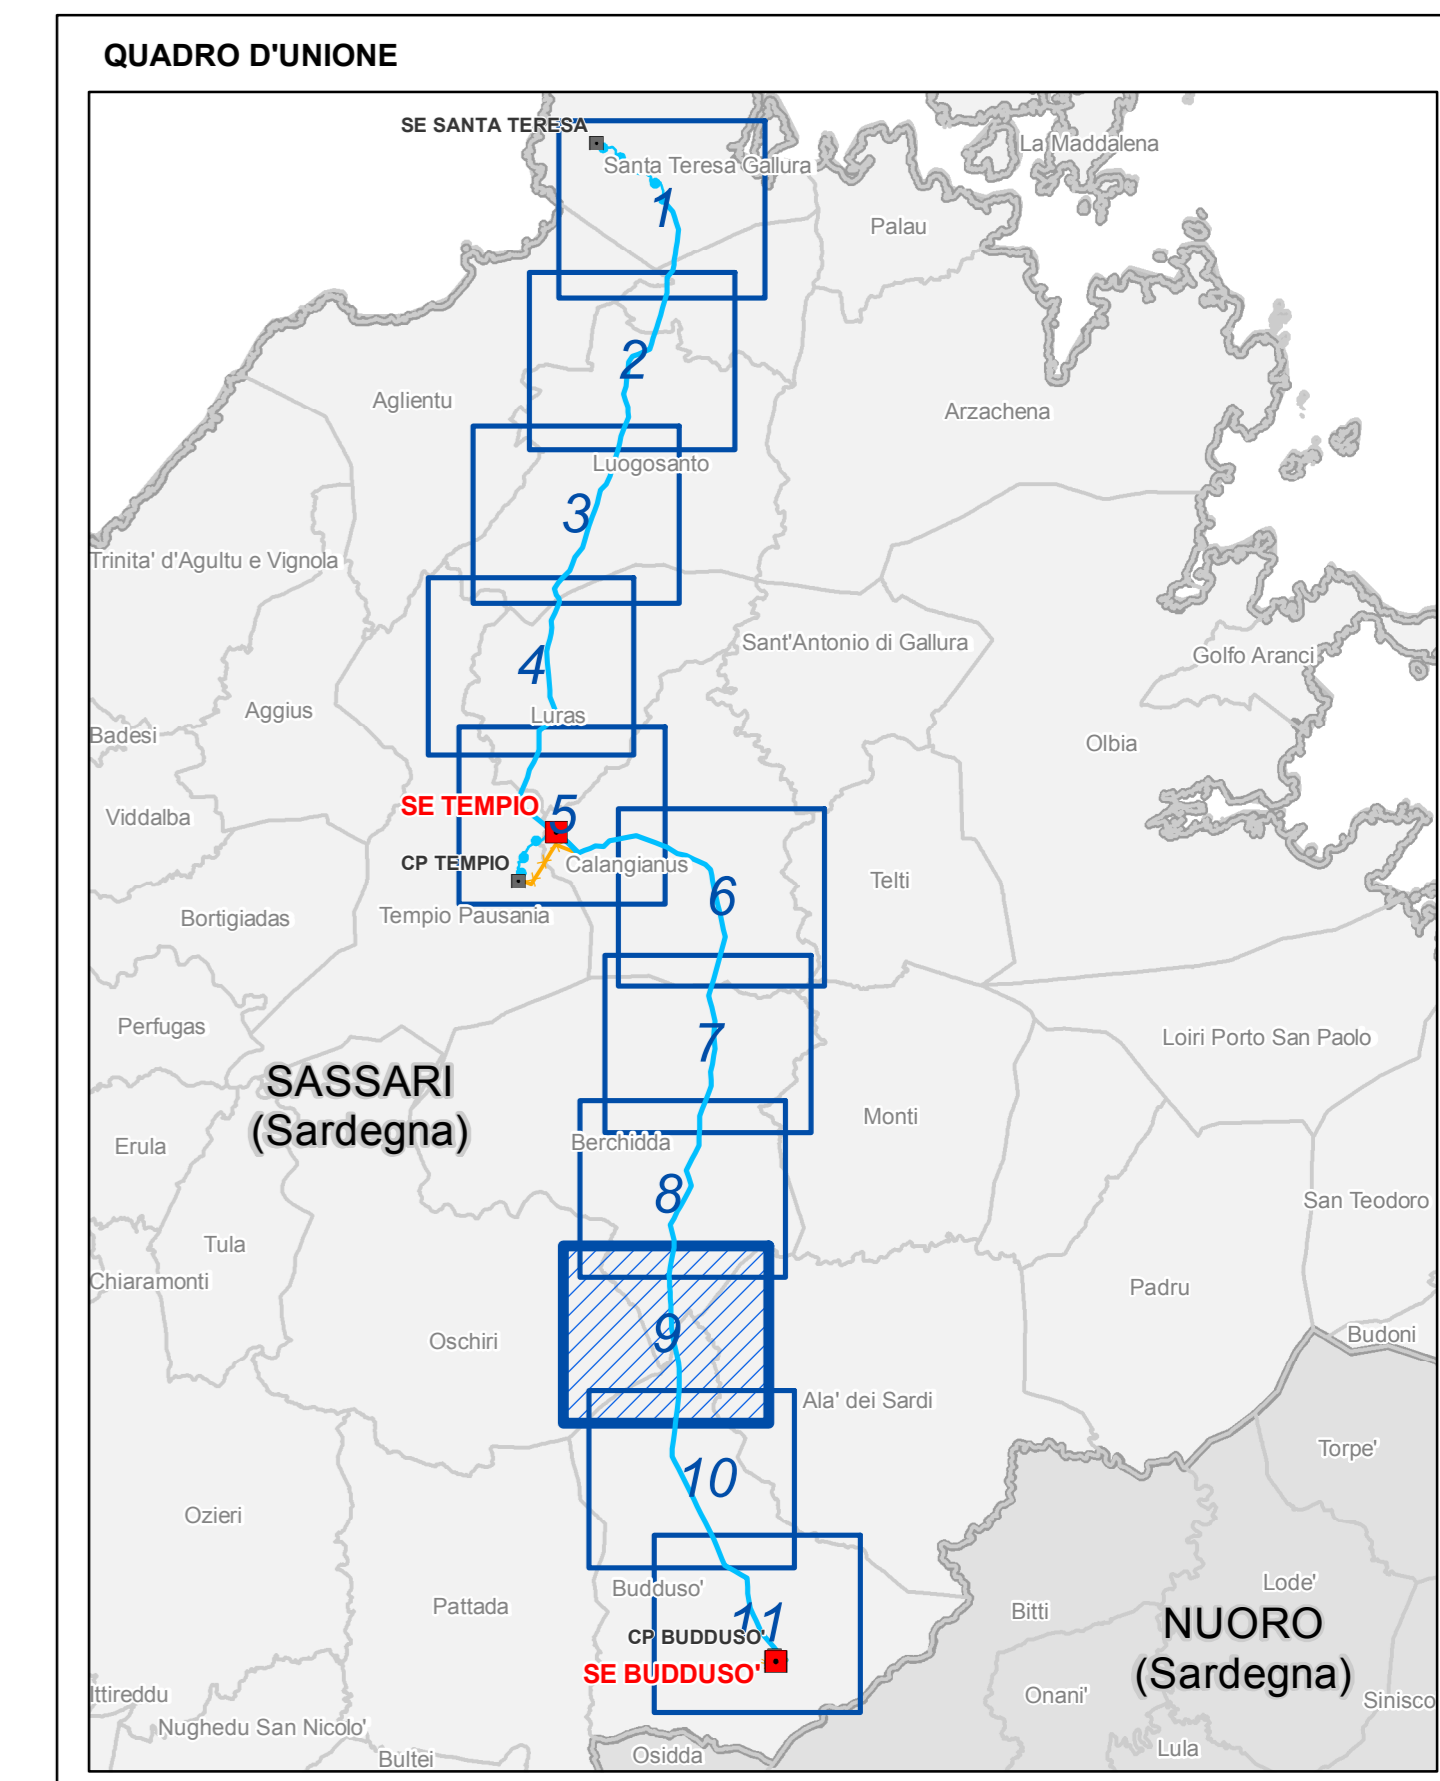 QUADRO D'UNIONE
SE SANTA TERESA
La Maddalena
Santa Teresa Gallura
1
Palau
2
Aglientu
Arzachena
Luogosanto
3
Trinita' d'Agultu e Vignola
Sant'Antonio di Gallura
Golfo Aranci
4
Aggius
Luras
Badesi
Olbia
SE TEMPIO
5
Viddalba
CP TEMPIO
Calangianus
Telti
6
Bortigiadas
Tempio Pausania
Perfugas
Loiri Porto San Paolo
7
SASSARI
(Sardegna)
Monti
Erula
Berchidda
8
San Teodoro
Tula
Chiaramonti
Padru
9
Oschiri
Budoni
Ala' dei Sardi
Torpe'
10
Ozieri
Lode'
Budduso'
Pattada
Bitti
11
NUORO
(Sardegna)
CP BUDDUSO'
SE BUDDUSO'
Ittireddu
Onani'
Sinisco
Nughedu San Nicolo'
Osidda
Lula
Bultei